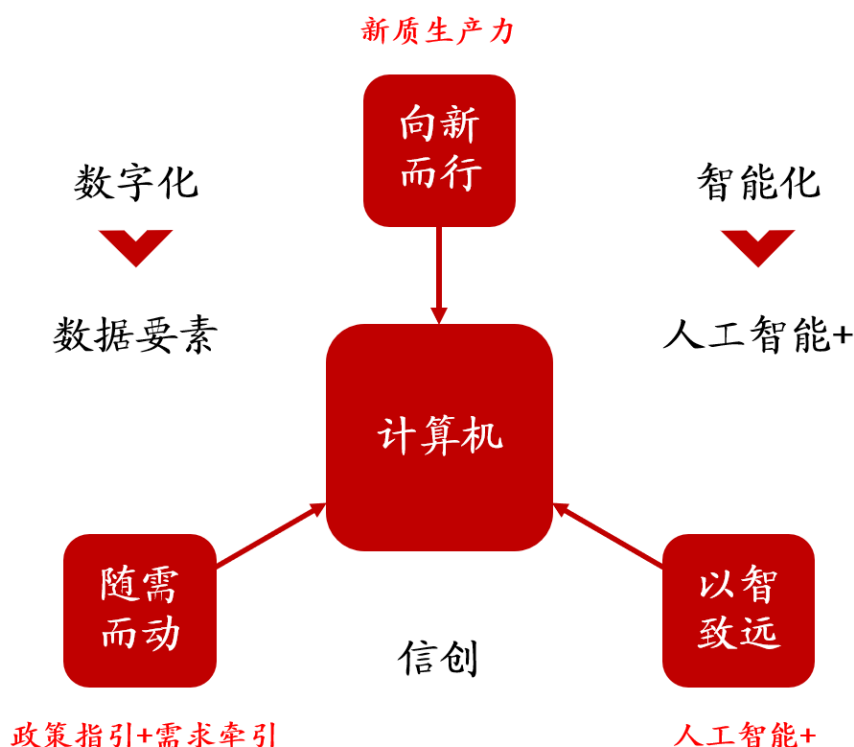 新质生产力
向新
而行
数字化
智能化
数据要素
人工智能+
计算机
随需
而动
以智
致远
信创
政策指引+需求牵引
人工智能+